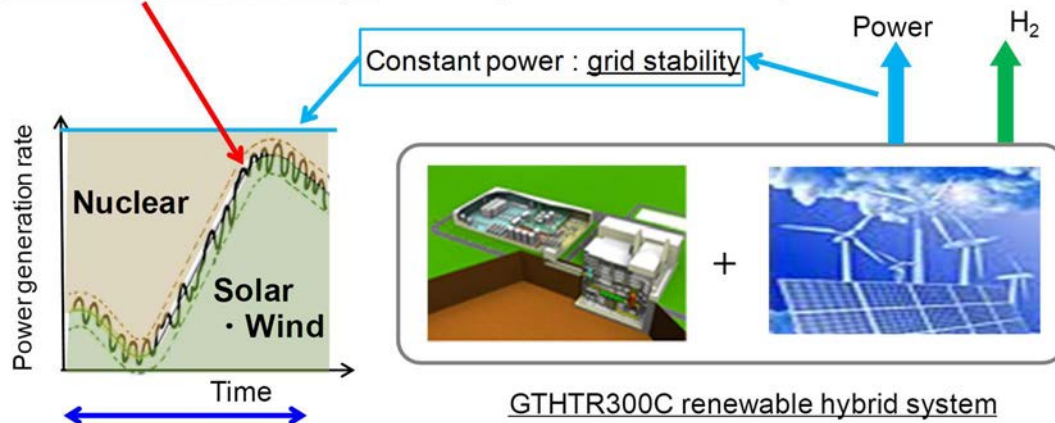 Power
H₂
Constant power : grid stability
Power generation rate
Nuclear
Solar
・Wind
Time
+
GTHTR300C renewable hybrid system